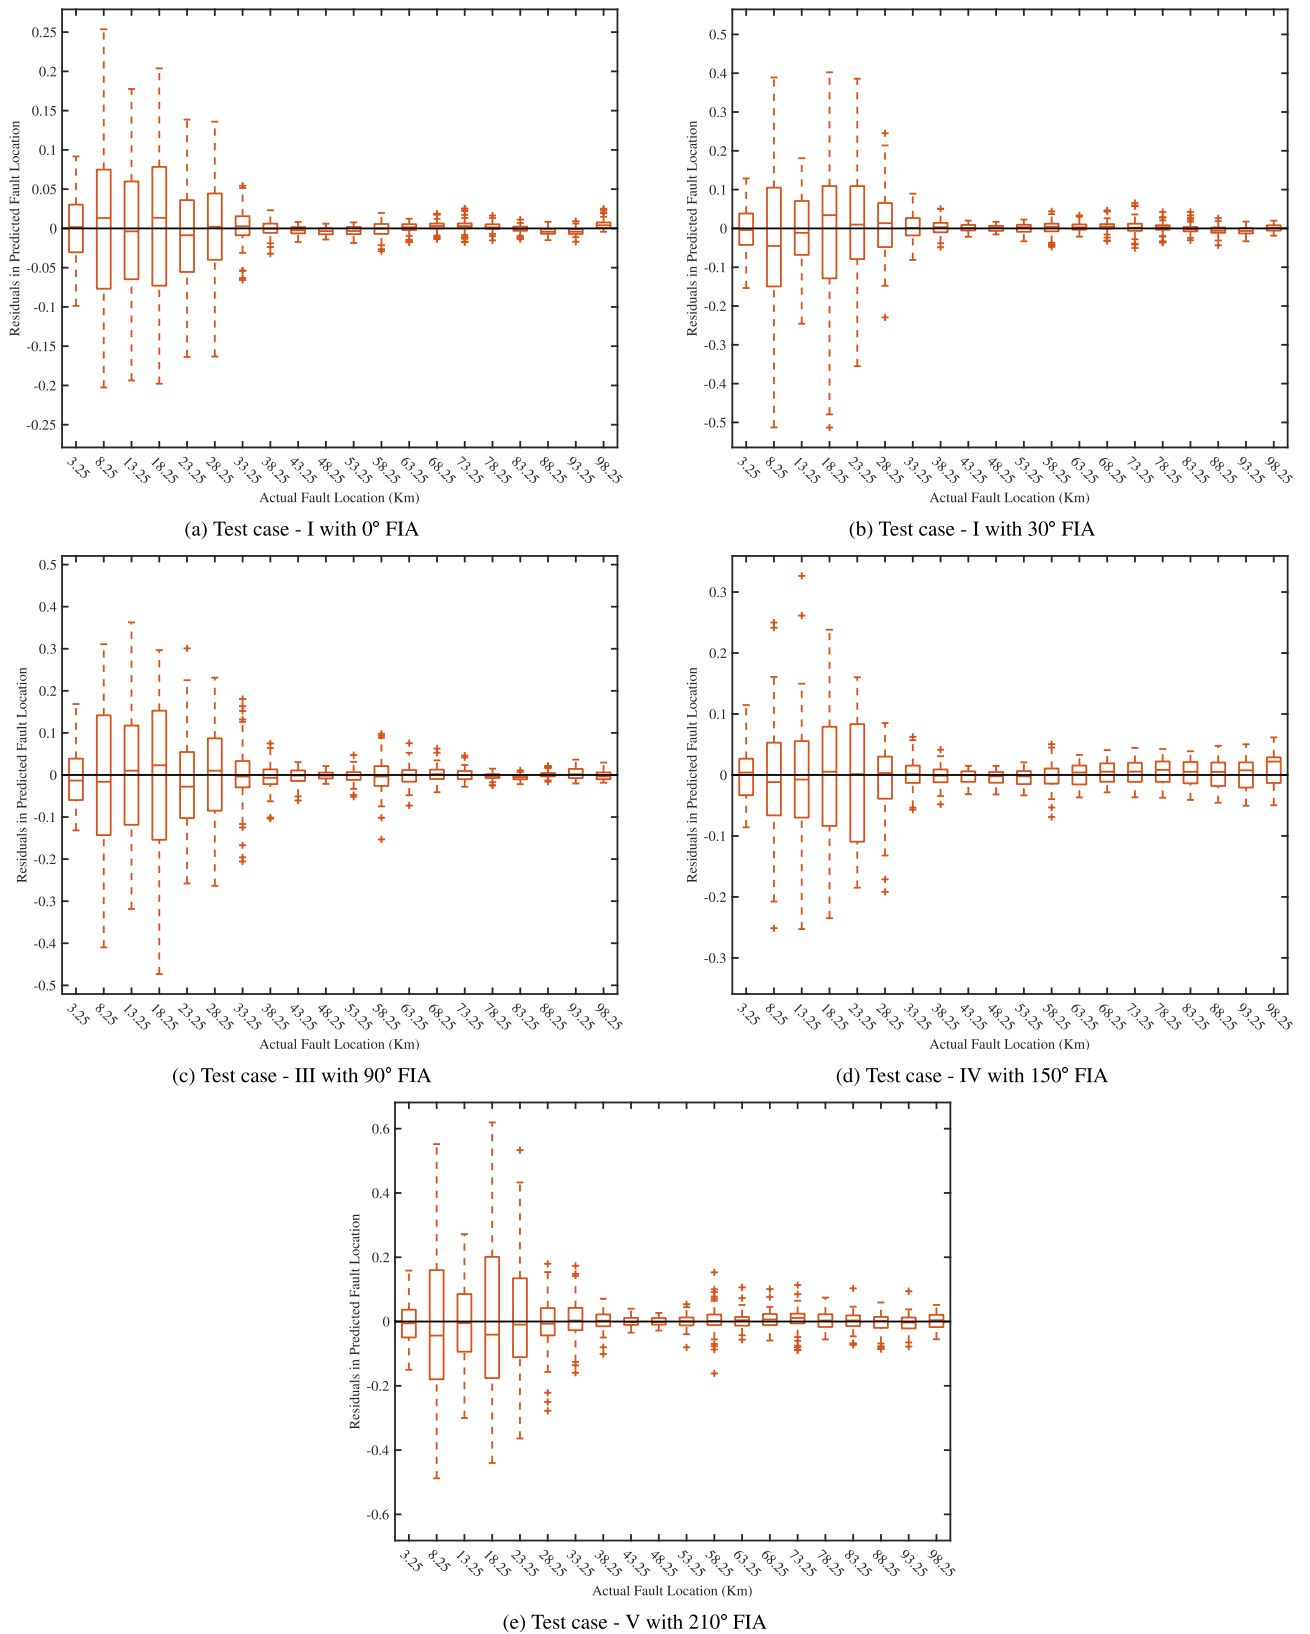 0.25
0.2
0.15
0.1
0.05
0
-0.05
-0.1
-0.15
-0.2
-0.25
Residuals in Predicted Fault Location
3.25 8.25 13.25 18.25 23.25 28.25 33.25 38.25 43.25 48.25 53.25 58.25 63.25 68.25 73.25 78.25 83.25 88.25 93.25 98.25
Actual Fault Location (Km)
(a) Test case - I with 0° FIA
0.5
0.4
0.3
0.2
0.1
0
-0.1
-0.2
-0.3
-0.4
-0.5
Residuals in Predicted Fault Location
3.25 8.25 13.25 18.25 23.25 28.25 33.25 38.25 43.25 48.25 53.25 58.25 63.25 68.25 73.25 78.25 83.25 88.25 93.25 98.25
Actual Fault Location (Km)
(b) Test case - I with 30° FIA
0.5
0.4
0.3
0.2
0.1
0
-0.1
-0.2
-0.3
-0.4
-0.5
Residuals in Predicted Fault Location
3.25 8.25 13.25 18.25 23.25 28.25 33.25 38.25 43.25 48.25 53.25 58.25 63.25 68.25 73.25 78.25 83.25 88.25 93.25 98.25
Actual Fault Location (Km)
(c) Test case - III with 90° FIA
0.3
0.2
0.1
0
-0.1
-0.2
-0.3
Residuals in Predicted Fault Location
3.25 8.25 13.25 18.25 23.25 28.25 33.25 38.25 43.25 48.25 53.25 58.25 63.25 68.25 73.25 78.25 83.25 88.25 93.25 98.25
Actual Fault Location (Km)
(d) Test case - IV with 150° FIA
0.6
0.4
0.2
0
-0.2
-0.4
-0.6
Residuals in Predicted Fault Location
3.25 8.25 13.25 18.25 23.25 28.25 33.25 38.25 43.25 48.25 53.25 58.25 63.25 68.25 73.25 78.25 83.25 88.25 93.25 98.25
Actual Fault Location (Km)
(e) Test case - V with 210° FIA